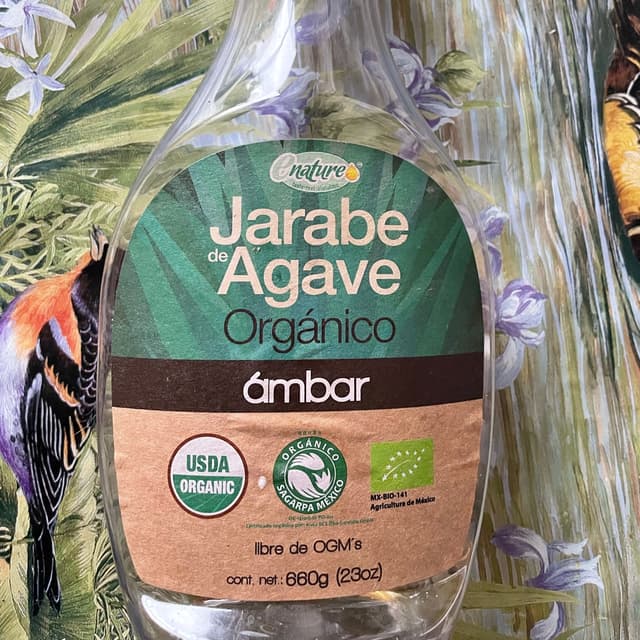 enature
Jarabe
de Agave
Orgánico
ámbar
USDA
ORGANIC
ORGÁNICO
SAGARPA MÉXICO
MX-BIO-141
Agricultura de México
libre de OGM´s
cont. net.: 660g (23oz)